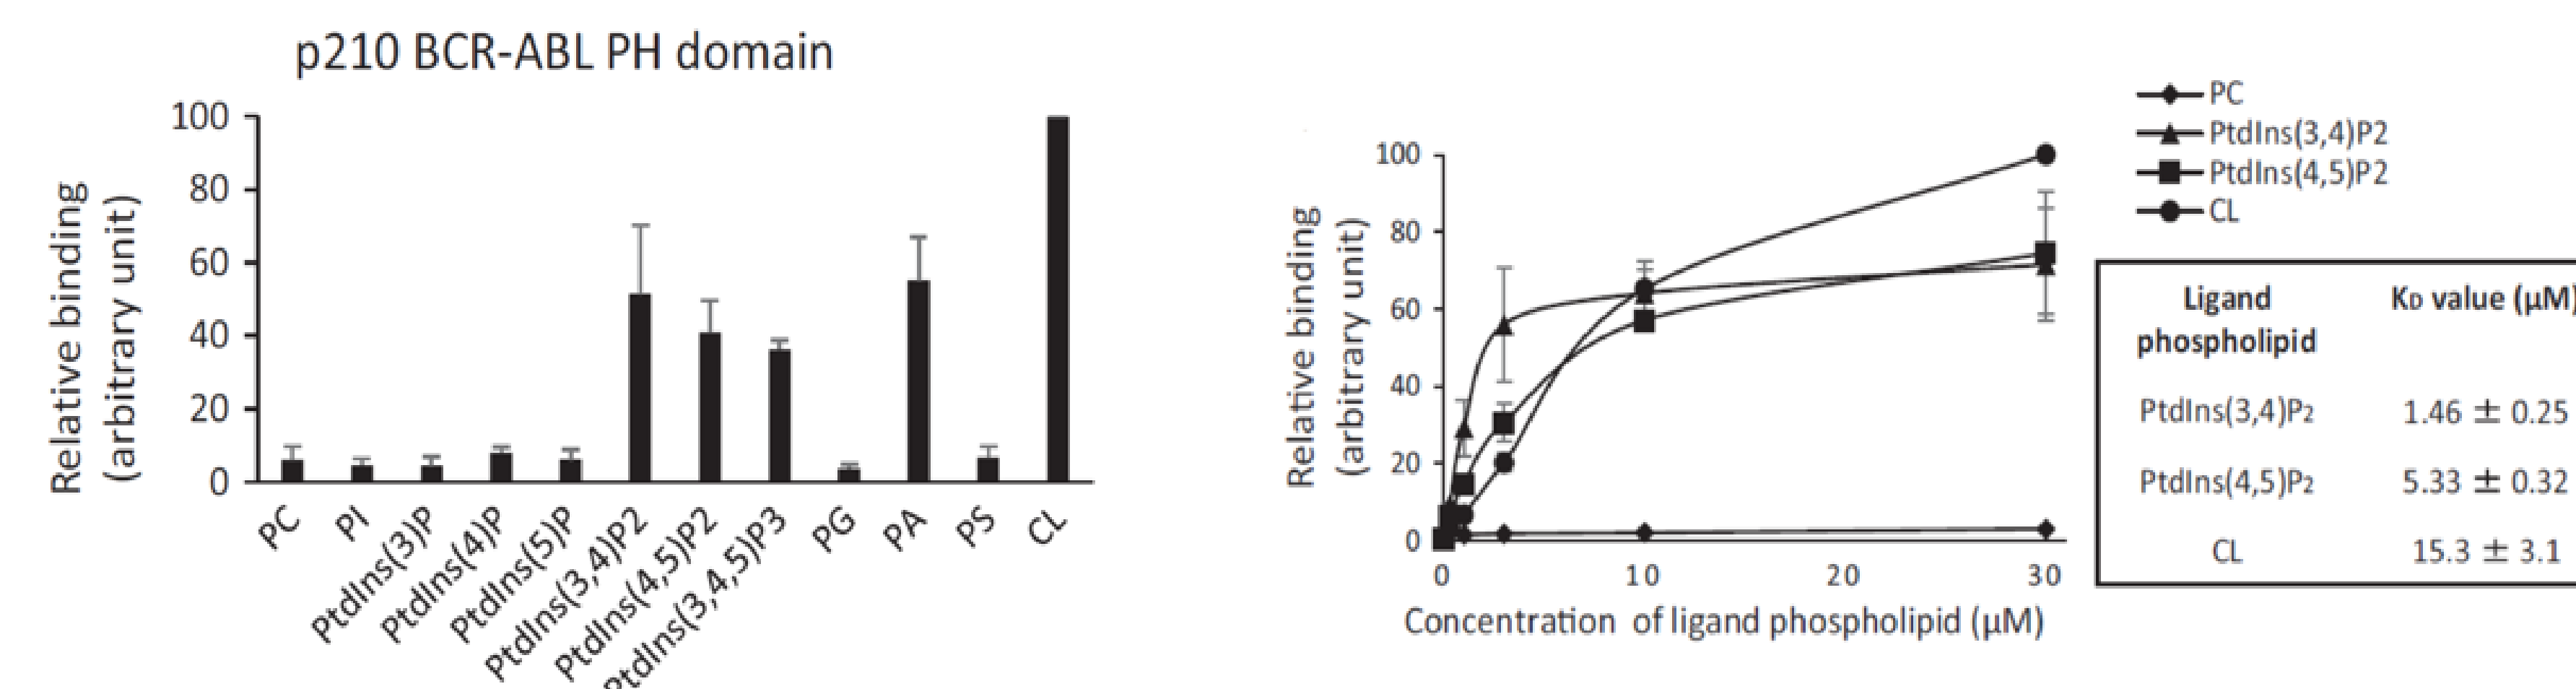 p210 BCR-ABL PH domain
Relative binding
(arbitrary unit)
100
80
60
40
20
0
PC
PI
PtdIns(3)P
PtdIns(4)P
PtdIns(5)P
PtdIns(3,4)P2
PtdIns(4,5)P2
PtdIns(3,4,5)P3
PG
PA
PS
CL
Relative binding
(arbitrary unit)
100
80
60
40
20
0
0 10 20 30
Concentration of ligand phospholipid (μM)
PC
PtdIns(3,4)P2
PtdIns(4,5)P2
CL
Ligand phospholipid KD value (μM)
PtdIns(3,4)P2 1.46 ± 0.25
PtdIns(4,5)P2 5.33 ± 0.32
CL 15.3 ± 3.1